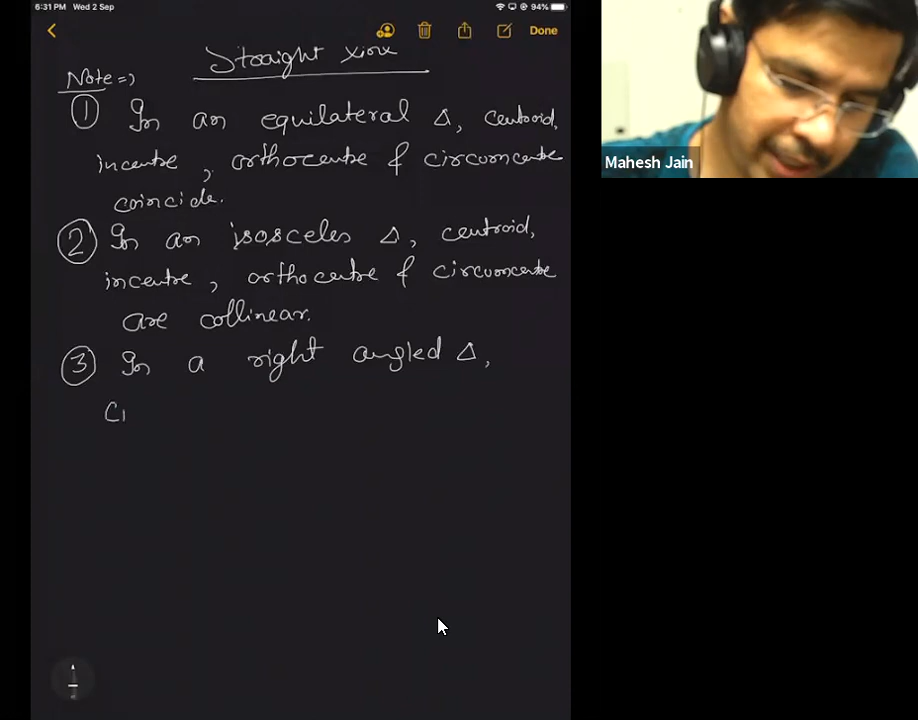 6:31 PM Wed 2 Sep
94%
Done
Straight Line
Note =>
① In an equilateral Δ, centroid,
incentre, orthocentre & circumcentre
coincide.
② In an isosceles Δ, centroid,
incentre, orthocentre & circumcentre
are collinear.
③ In a right angled Δ,
Ci
Mahesh Jain